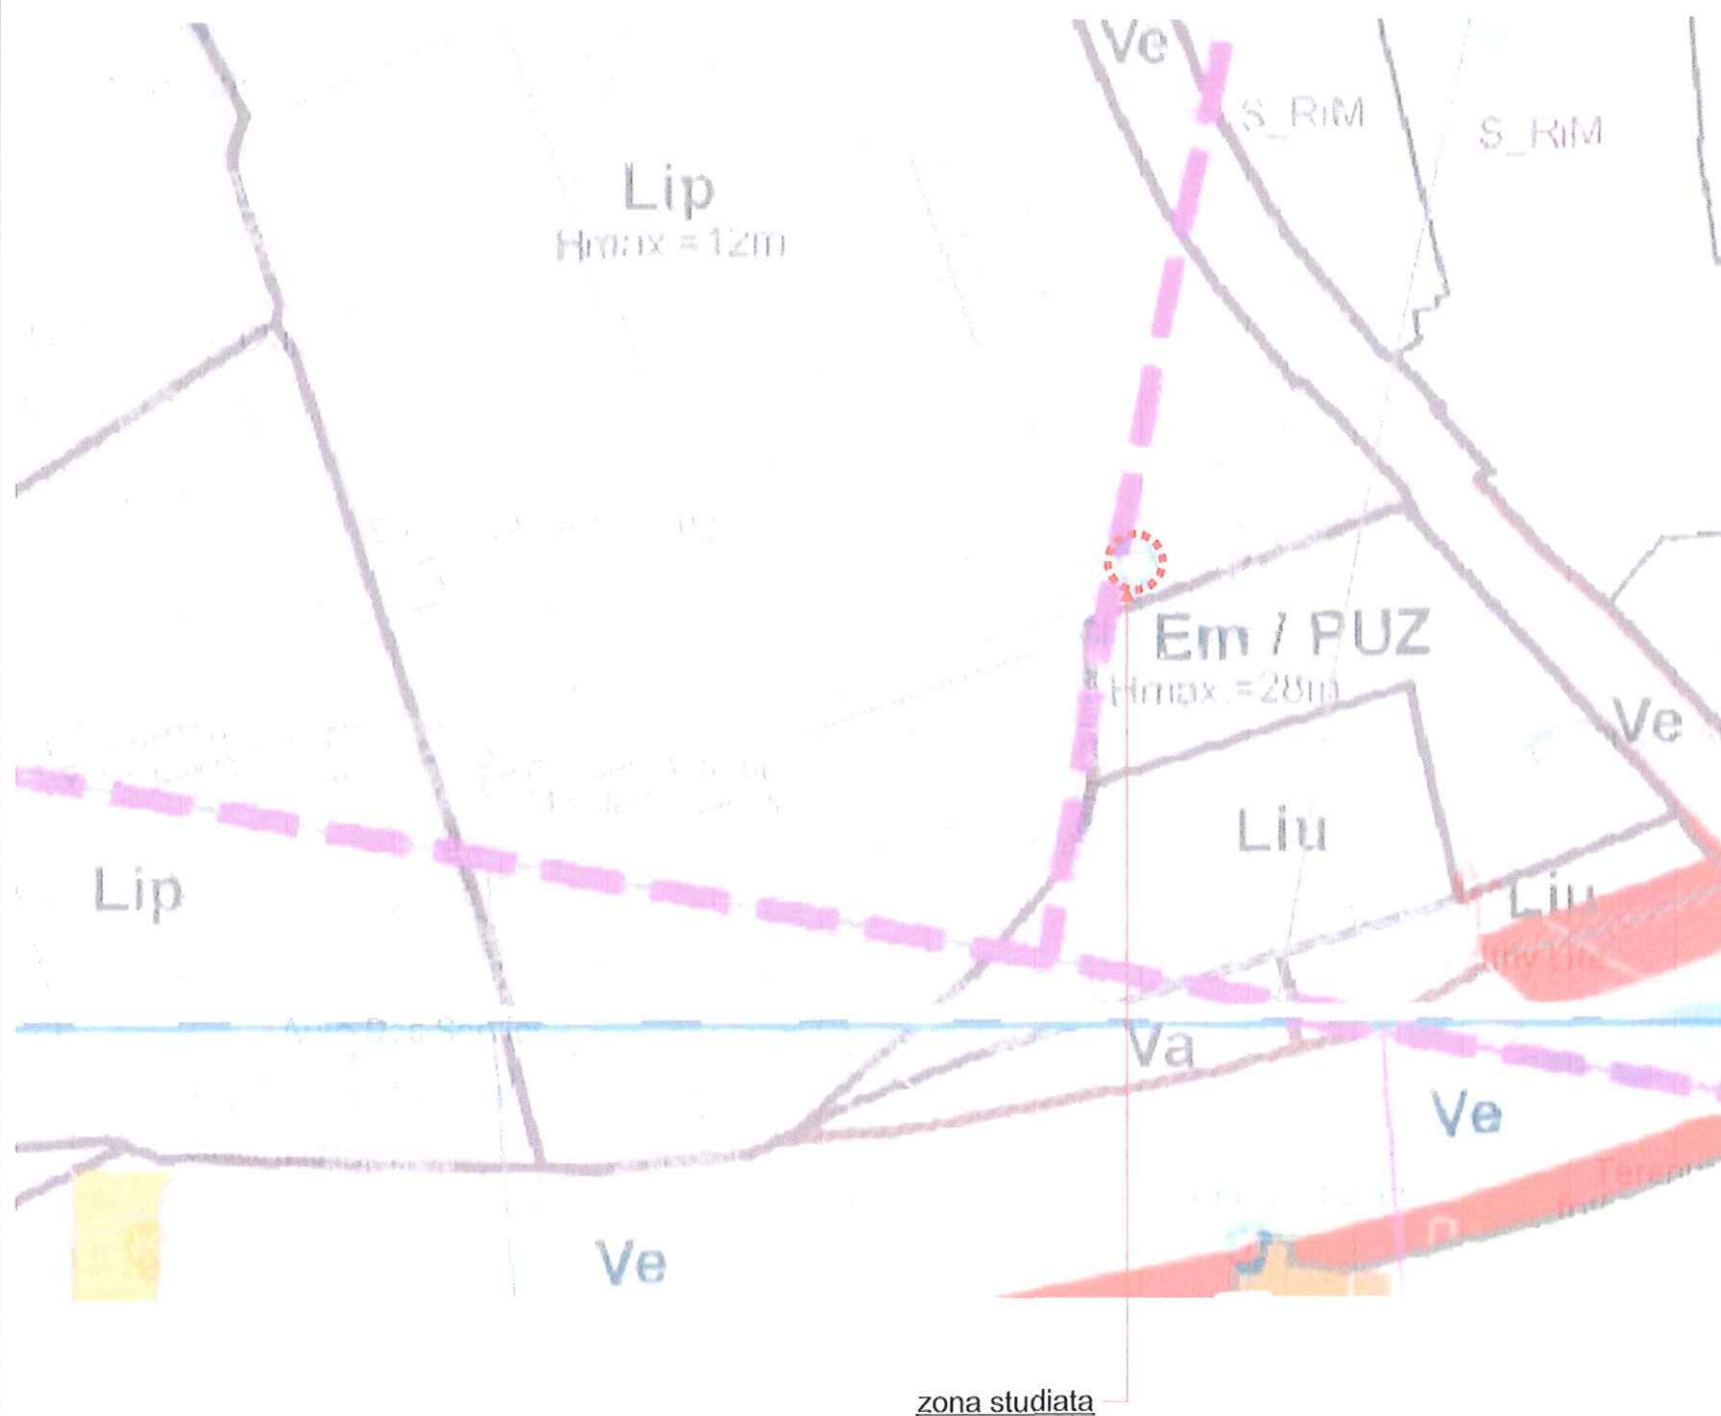 Ve
S_RiM
S_RiM
Lip
Hmax =12m
Em / PUZ
Hmax.=28m
Ve
Liu
Lip
Liu
Va
Ve
Ve
zona studiata